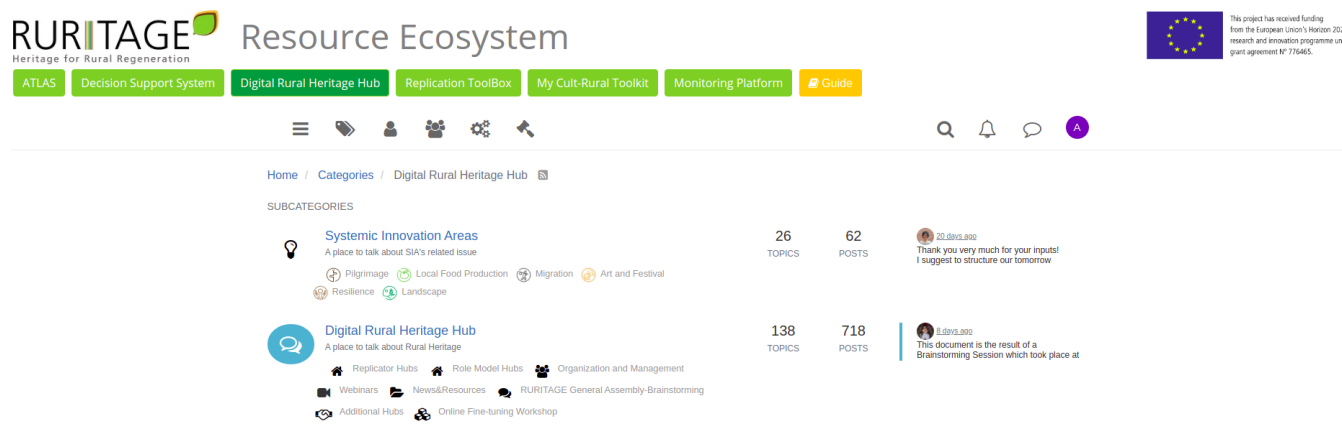 RURITAGE
Heritage for Rural Regeneration
Resource Ecosystem
This project has received funding
from the European Union's Horizon 202
research and innovation programme un
grant agreement N° 776465.
ATLAS Decision Support System Digital Rural Heritage Hub Replication ToolBox My Cult-Rural Toolkit Monitoring Platform Guide
A
Home / Categories / Digital Rural Heritage Hub
SUBCATEGORIES
Systemic Innovation Areas 26 62 20 days ago
A place to talk about SIA's related issue TOPICS POSTS Thank you very much for your inputs!
I suggest to structure our tomorrow
Pilgrimage Local Food Production Migration Art and Festival
Resilience Landscape
Digital Rural Heritage Hub 138 718 8 days ago
A place to talk about Rural Heritage TOPICS POSTS This document is the result of a
Brainstorming Session which took place at
Replicator Hubs Role Model Hubs Organization and Management
Webinars News&Resources RURITAGE General Assembly-Brainstorming
Additional Hubs Online Fine-tuning Workshop